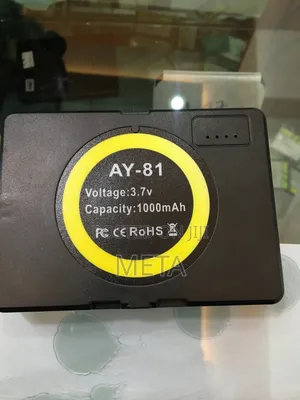 AY-81
Voltage:3.7v
Capacity:1000mAh
FC CE RoHS
META